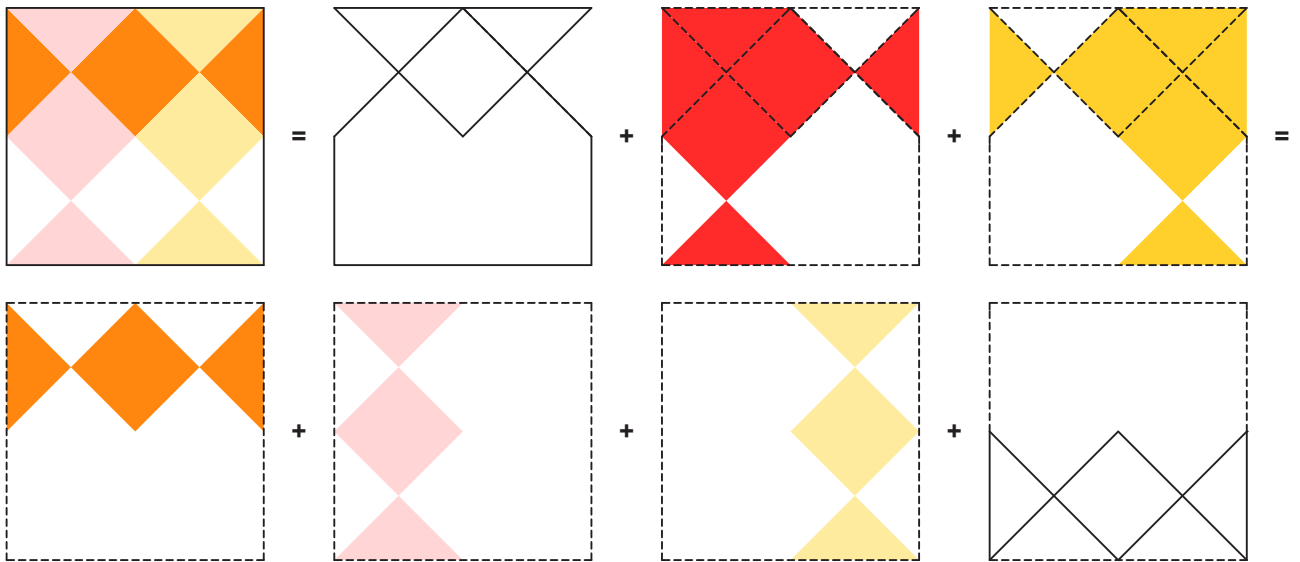 = + + =
+ + +